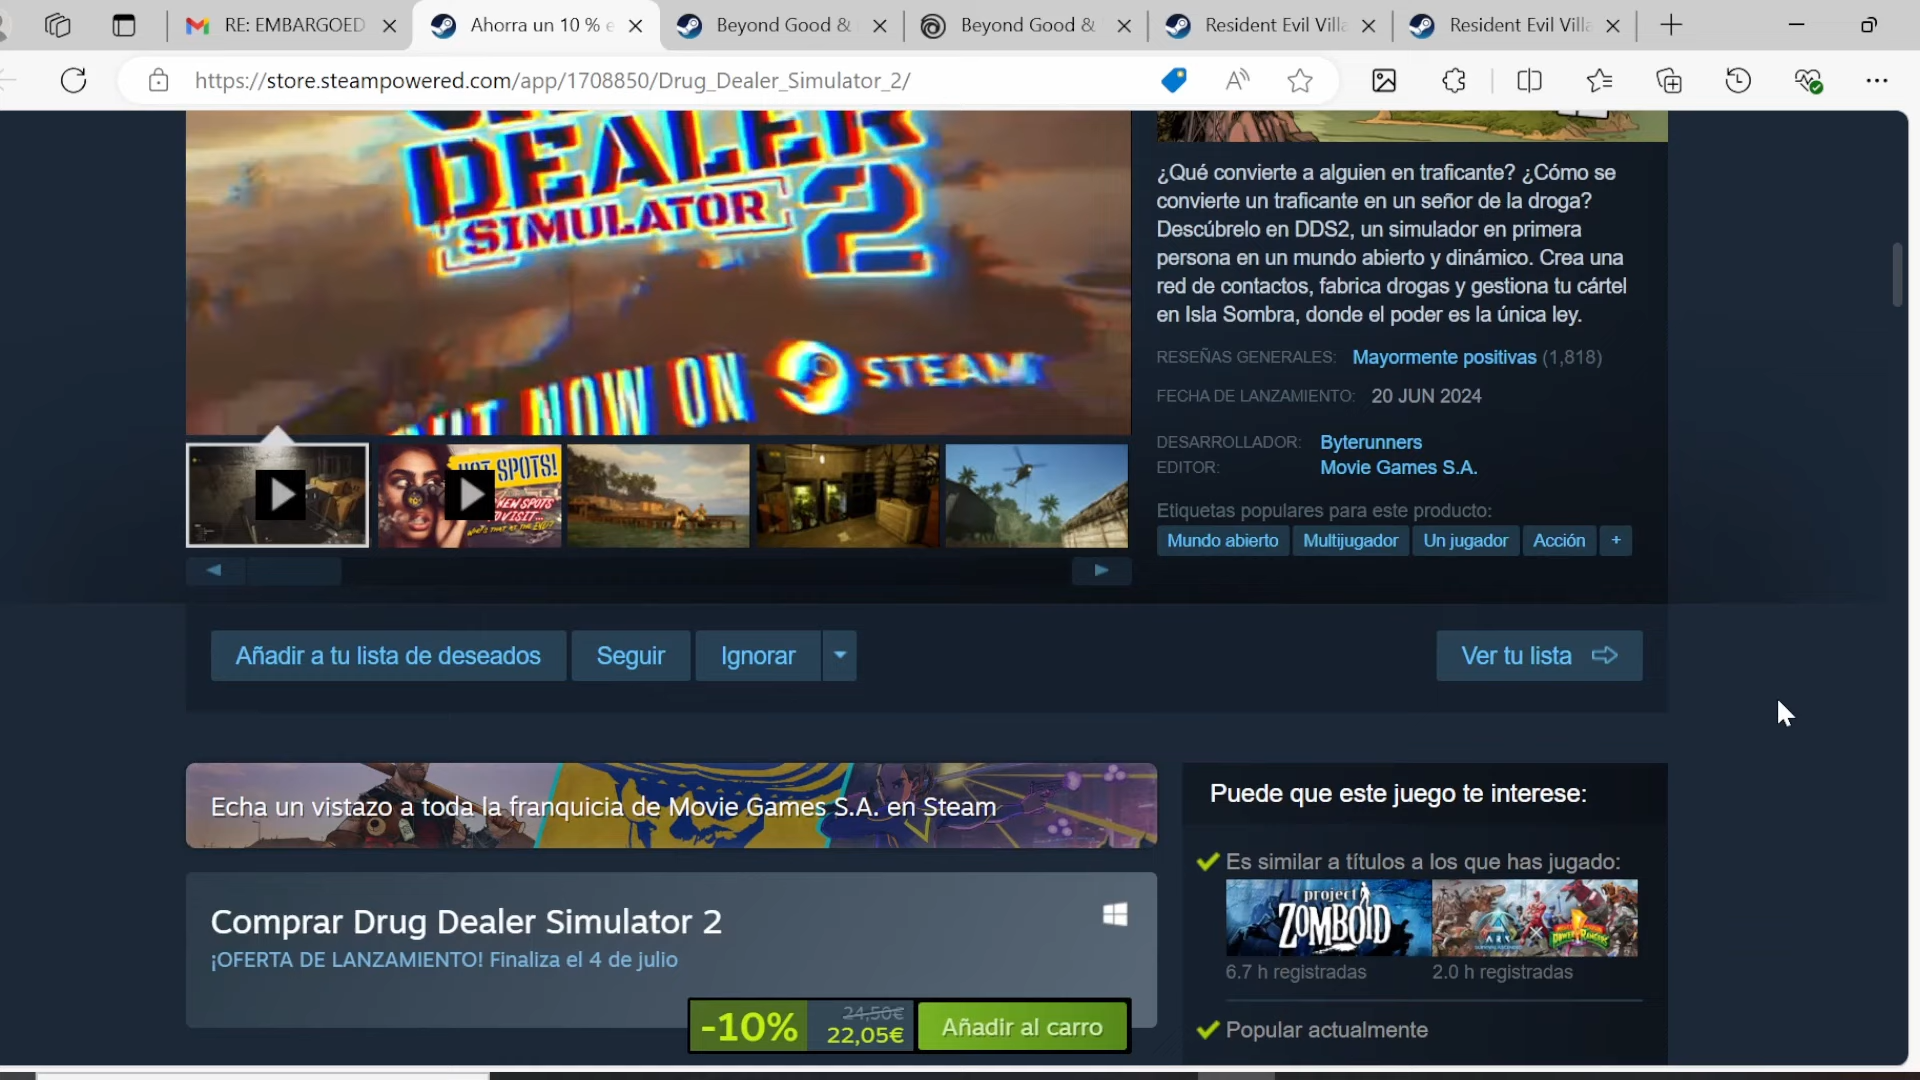 RE: EMBARGOED
Ahorra un 10 % e
Beyond Good &
Beyond Good &
Resident Evil Villa
Resident Evil Villa
https://store.steampowered.com/app/1708850/Drug_Dealer_Simulator_2/
DEALER
SIMULATOR 2
OUT NOW ON STEAM
HOT SPOTS!
NEW SPOTS
¿Qué convierte a alguien en traficante? ¿Cómo se
convierte un traficante en un señor de la droga?
Descúbrelo en DDS2, un simulador en primera
persona en un mundo abierto y dinámico. Crea una
red de contactos, fabrica drogas y gestiona tu cártel
en Isla Sombra, donde el poder es la única ley.
RESEÑAS GENERALES: Mayormente positivas (1,818)
FECHA DE LANZAMIENTO: 20 JUN 2024
DESARROLLADOR: Byterunners
EDITOR: Movie Games S.A.
Etiquetas populares para este producto:
Mundo abierto Multijugador Un jugador Acción +
Añadir a tu lista de deseados Seguir Ignorar Ver tu lista
Echa un vistazo a toda la franquicia de Movie Games S.A. en Steam
Comprar Drug Dealer Simulator 2
¡OFERTA DE LANZAMIENTO! Finaliza el 4 de julio
-10% 24,50€ 22,05€ Añadir al carro
Puede que este juego te interese:
Es similar a títulos a los que has jugado:
project ZOMBOID
ARK X POWER RANGERS
6.7 h registradas 2.0 h registradas
Popular actualmente